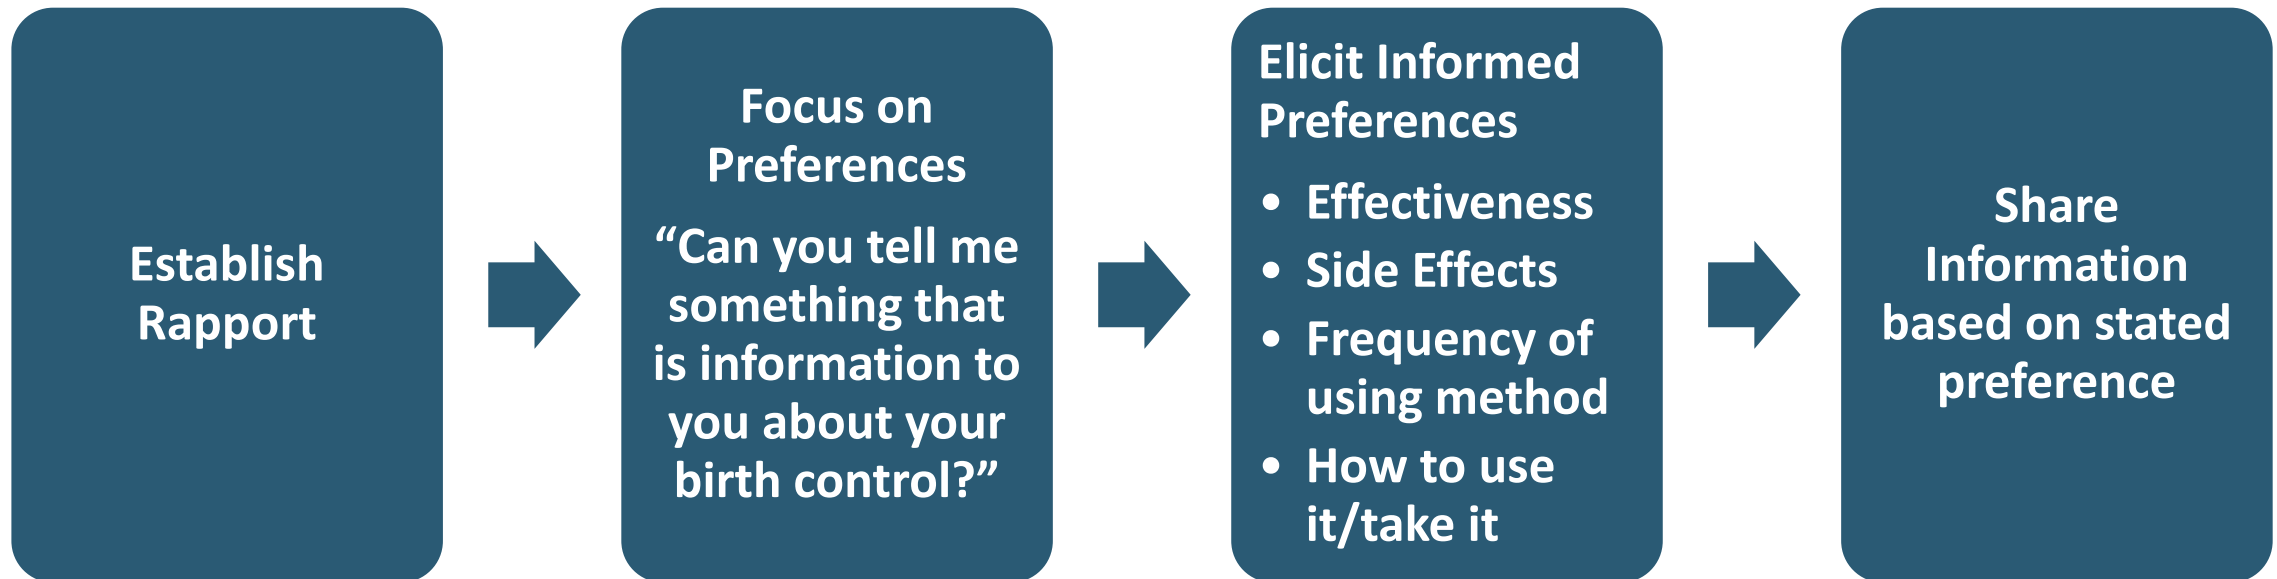 Establish
Rapport
Focus on
Preferences
“Can you tell me
something that
is information to
you about your
birth control?”
Elicit Informed
Preferences
• Effectiveness
• Side Effects
• Frequency of
using method
• How to use
it/take it
Share
Information
based on stated
preference